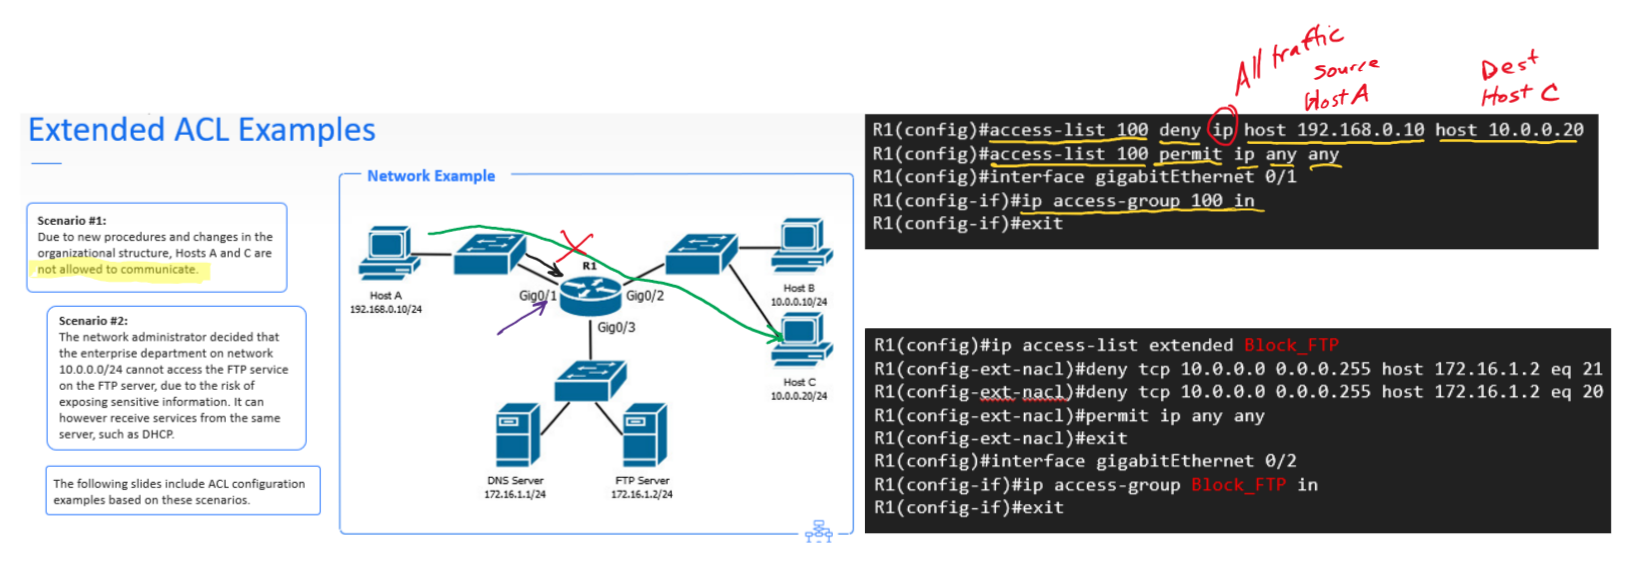 Extended ACL Examples
Scenario #1:
Due to new procedures and changes in the
organizational structure, Hosts A and C are
not allowed to communicate.
Scenario #2:
The network administrator decided that
the enterprise department on network
10.0.0.0/24 cannot access the FTP service
on the FTP server, due to the risk of
exposing sensitive information. It can
however receive services from the same
server, such as DHCP.
The following slides include ACL configuration
examples based on these scenarios.
Network Example
R1
Host A
192.168.0.10/24
Gig0/1
Gig0/2
Gig0/3
Host B
10.0.0.10/24
Host C
10.0.0.20/24
DNS Server
172.16.1.1/24
FTP Server
172.16.1.2/24
All traffic
Source
Host A
Dest
Host C
R1(config)#access-list 100 deny ip host 192.168.0.10 host 10.0.0.20
R1(config)#access-list 100 permit ip any any
R1(config)#interface gigabitEthernet 0/1
R1(config-if)#ip access-group 100 in
R1(config-if)#exit
R1(config)#ip access-list extended Block_FTP
R1(config-ext-nacl)#deny tcp 10.0.0.0 0.0.0.255 host 172.16.1.2 eq 21
R1(config-ext-nacl)#deny tcp 10.0.0.0 0.0.0.255 host 172.16.1.2 eq 20
R1(config-ext-nacl)#permit ip any any
R1(config-ext-nacl)#exit
R1(config)#interface gigabitEthernet 0/2
R1(config-if)#ip access-group Block_FTP in
R1(config-if)#exit